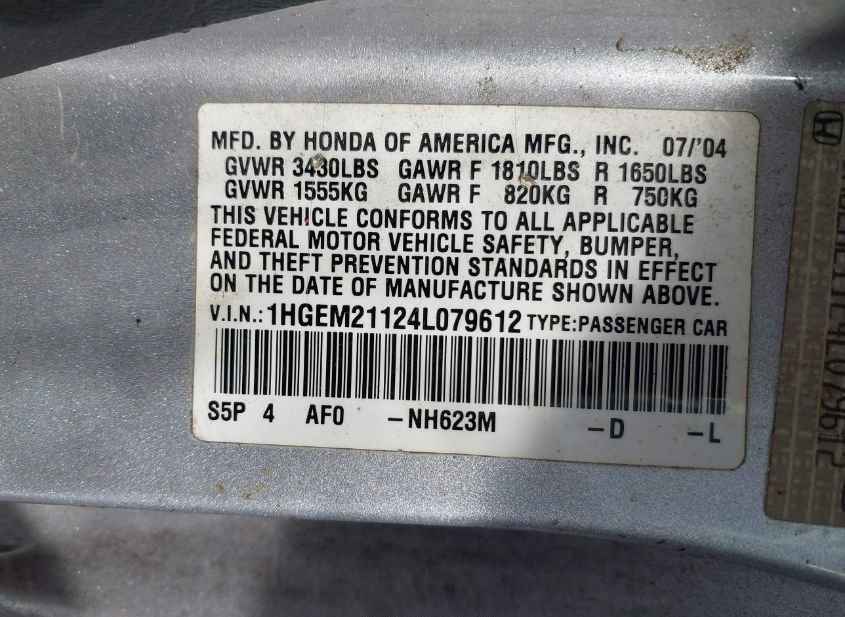 MFD. BY HONDA OF AMERICA MFG., INC. 07/'04
GVWR 3430LBS GAWR F 1810LBS R 1650LBS
GVWR 1555KG GAWR F 820KG R 750KG
THIS VEHICLE CONFORMS TO ALL APPLICABLE
FEDERAL MOTOR VEHICLE SAFETY, BUMPER,
AND THEFT PREVENTION STANDARDS IN EFFECT
ON THE DATE OF MANUFACTURE SHOWN ABOVE.
V.I.N.: 1HGEM21124L079612 TYPE:PASSENGER CAR
S5P 4 AF0 -NH623M -D -L